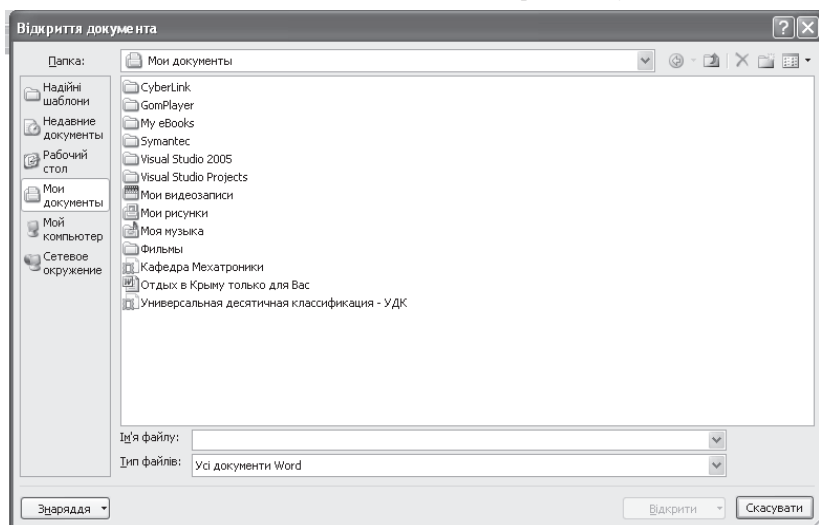 Відкриття документа
Папка:
Мои документы
Надійні шаблони
Недавние документы
Рабочий стол
Мои документы
Мой компьютер
Сетевое окружение
CyberLink
GomPlayer
My eBooks
Symantec
Visual Studio 2005
Visual Studio Projects
Мои видеозаписи
Мои рисунки
Моя музыка
Фильмы
Кафедра Мехатроники
Отдых в Крыму только для Вас
Универсальная десятичная классификация - УДК
Ім'я файлу:
Тип файлів:
Усі документи Word
Знаряддя
Відкрити
Скасувати